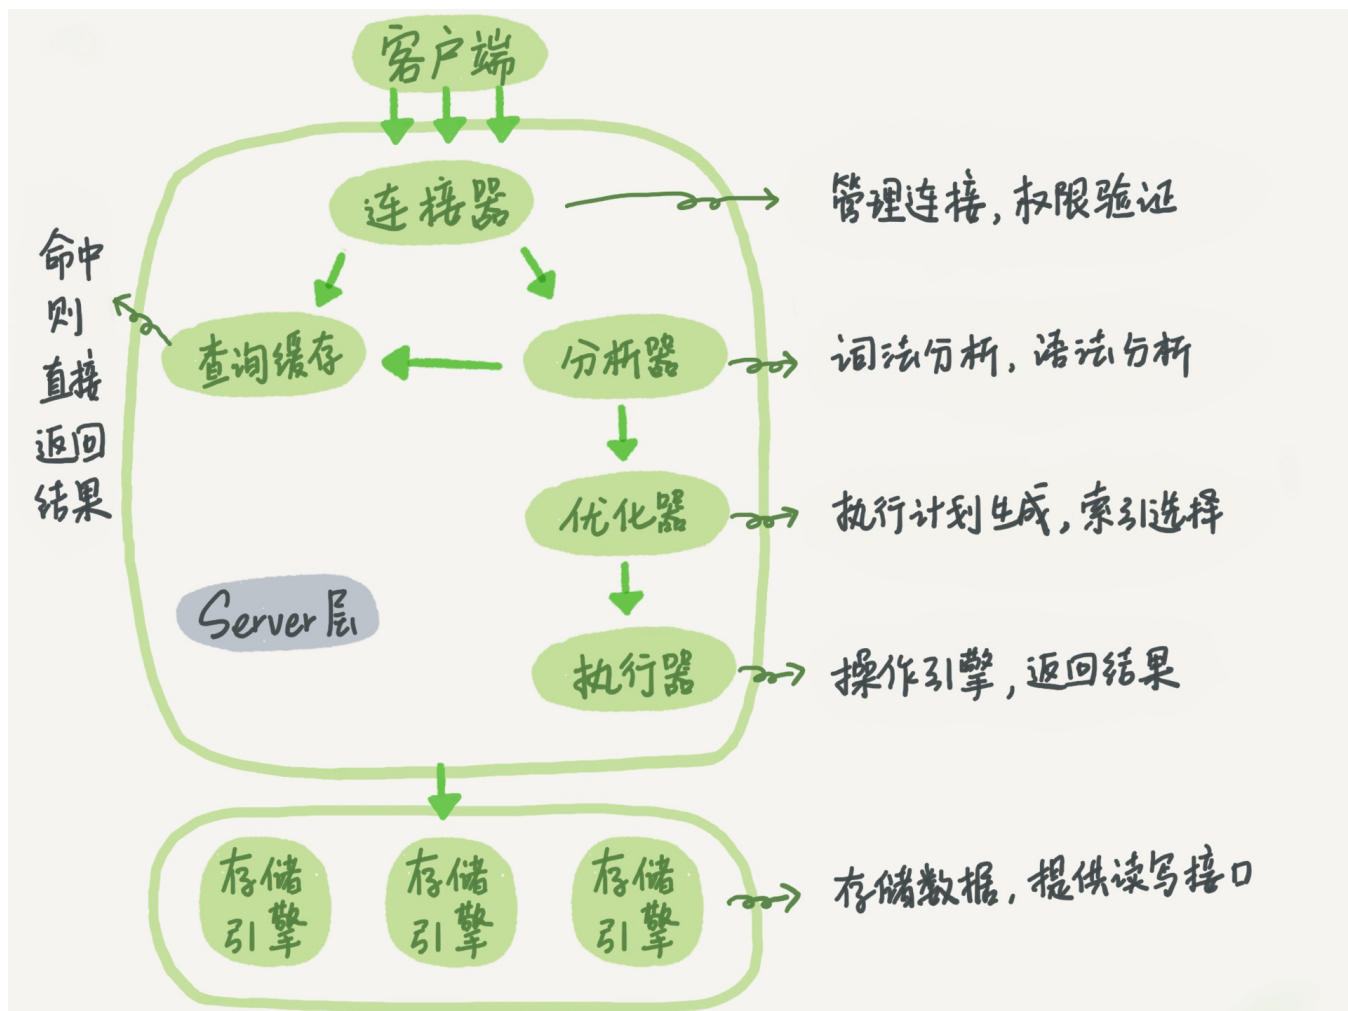 客户端
连接器
管理连接,权限验证
命中
则
直接
返回
结果
查询缓存
分析器
词法分析,语法分析
优化器
执行计划生成,索引选择
Server层
执行器
操作引擎,返回结果
存储
引擎
存储
引擎
存储
引擎
存储数据,提供读写接口